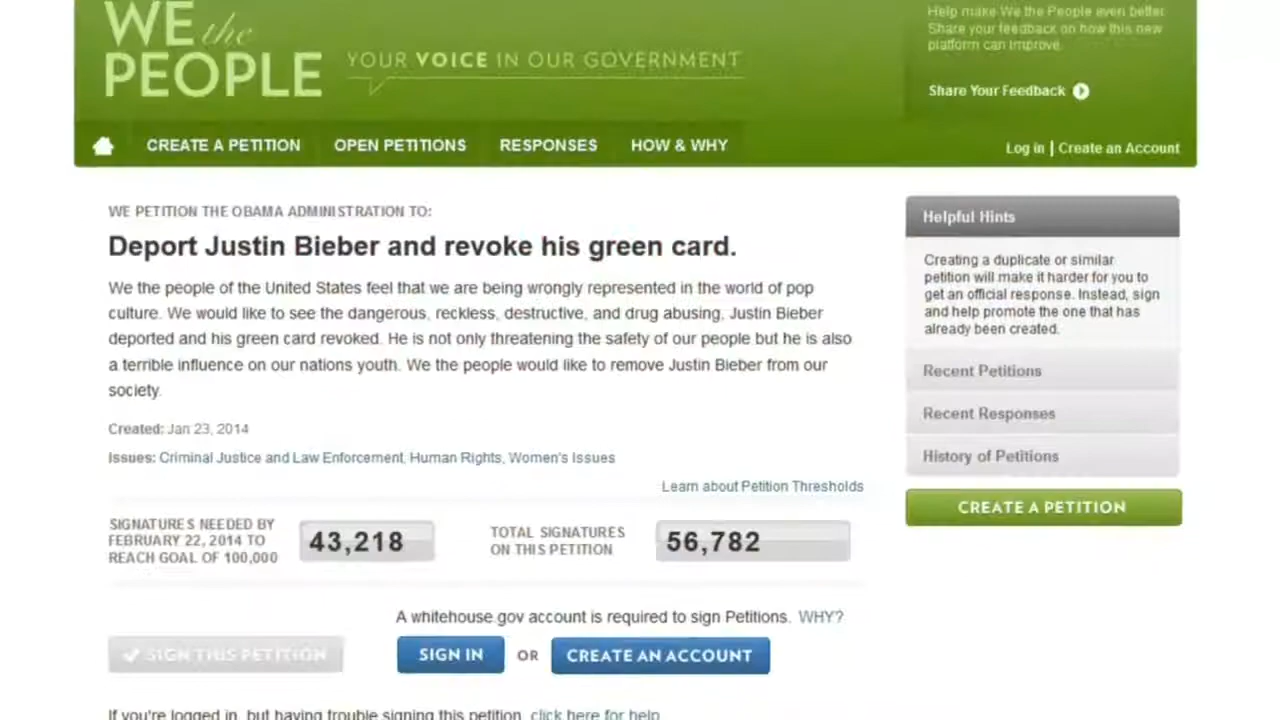 WE the
PEOPLE
YOUR VOICE IN OUR GOVERNMENT
Help make We the People even better.
Share your feedback on how this new
platform can improve.
Share Your Feedback
CREATE A PETITION OPEN PETITIONS RESPONSES HOW & WHY
Log in | Create an Account
WE PETITION THE OBAMA ADMINISTRATION TO:
Deport Justin Bieber and revoke his green card.
We the people of the United States feel that we are being wrongly represented in the world of pop
culture. We would like to see the dangerous, reckless, destructive, and drug abusing, Justin Bieber
deported and his green card revoked. He is not only threatening the safety of our people but he is also
a terrible influence on our nations youth. We the people would like to remove Justin Bieber from our
society.
Created: Jan 23, 2014
Issues: Criminal Justice and Law Enforcement, Human Rights, Women's Issues
Learn about Petition Thresholds
SIGNATURES NEEDED BY
FEBRUARY 22, 2014 TO
REACH GOAL OF 100,000
43,218
TOTAL SIGNATURES
ON THIS PETITION
56,782
A whitehouse.gov account is required to sign Petitions. WHY?
SIGN THIS PETITION
SIGN IN OR CREATE AN ACCOUNT
If you're logged in, but having trouble signing this petition, click here for help
Helpful Hints
Creating a duplicate or similar
petition will make it harder for you to
get an official response. Instead, sign
and help promote the one that has
already been created.
Recent Petitions
Recent Responses
History of Petitions
CREATE A PETITION